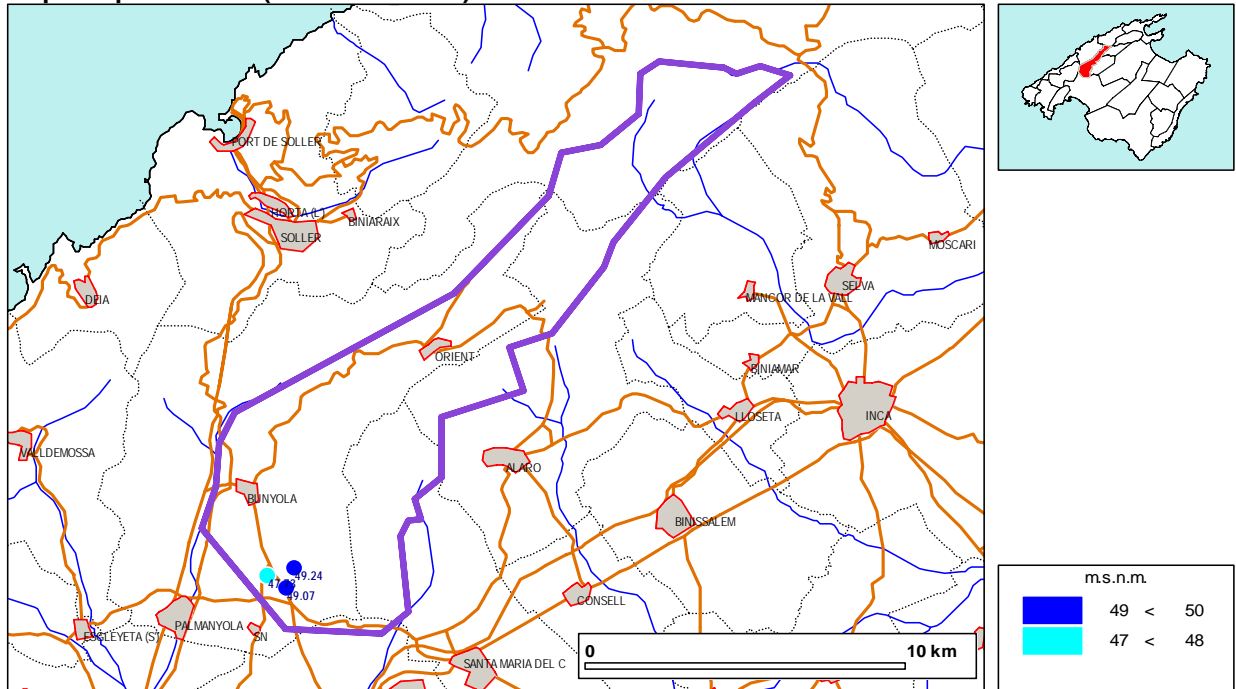 PORT DE SOLLER
HORTA (L')
BINIARAIX
SOLLER
MOSCARI
DEIA
SELVA
MANCOR DE LA VALL
ORIENT
BINIAMAR
LLOSETA
INCA
VALLDEMOSSA
ALARO
BUNYOLA
BINISSALEM
49.24
49.07
CONSELL
PALMANYOLA
SN
SANTA MARIA DEL C
0 10 km
m.s.n.m.
49 < 50
47 < 48